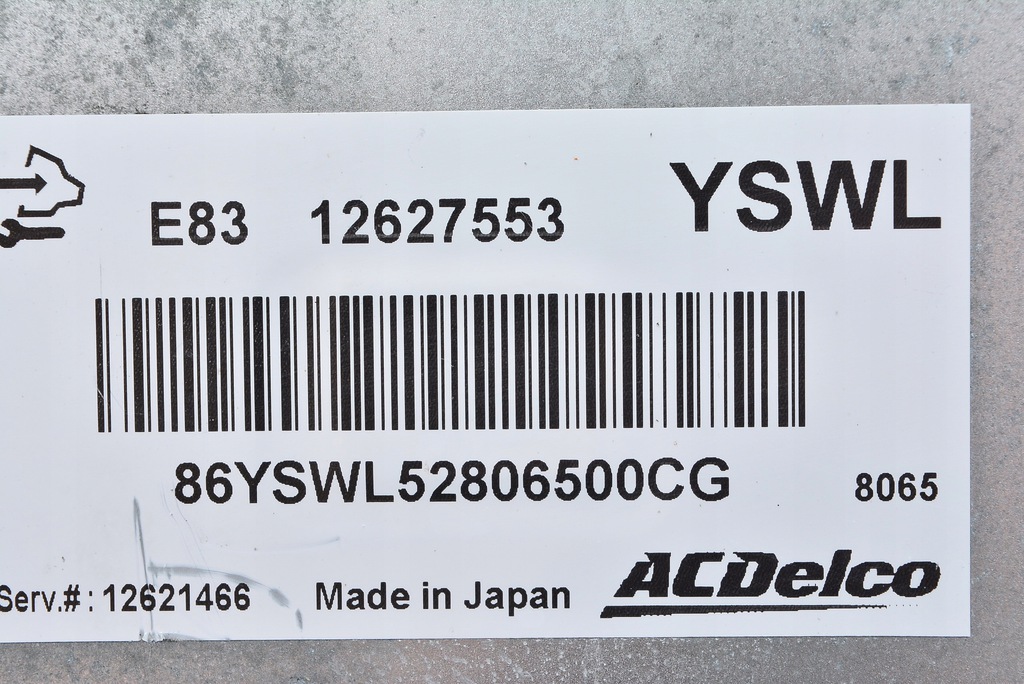 E83 12627553 YSWL
86YSWL52806500CG 8065
Serv.#: 12621466 Made in Japan ACDelco